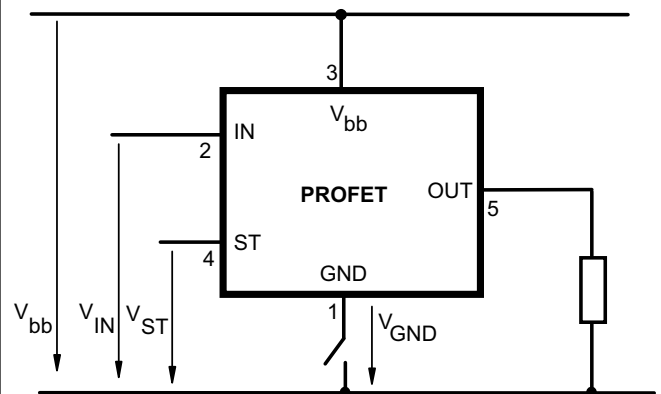 3
V_bb
IN
2
PROFET
OUT
5
ST
4
GND
1
V_bb
V_IN
V_ST
V_GND